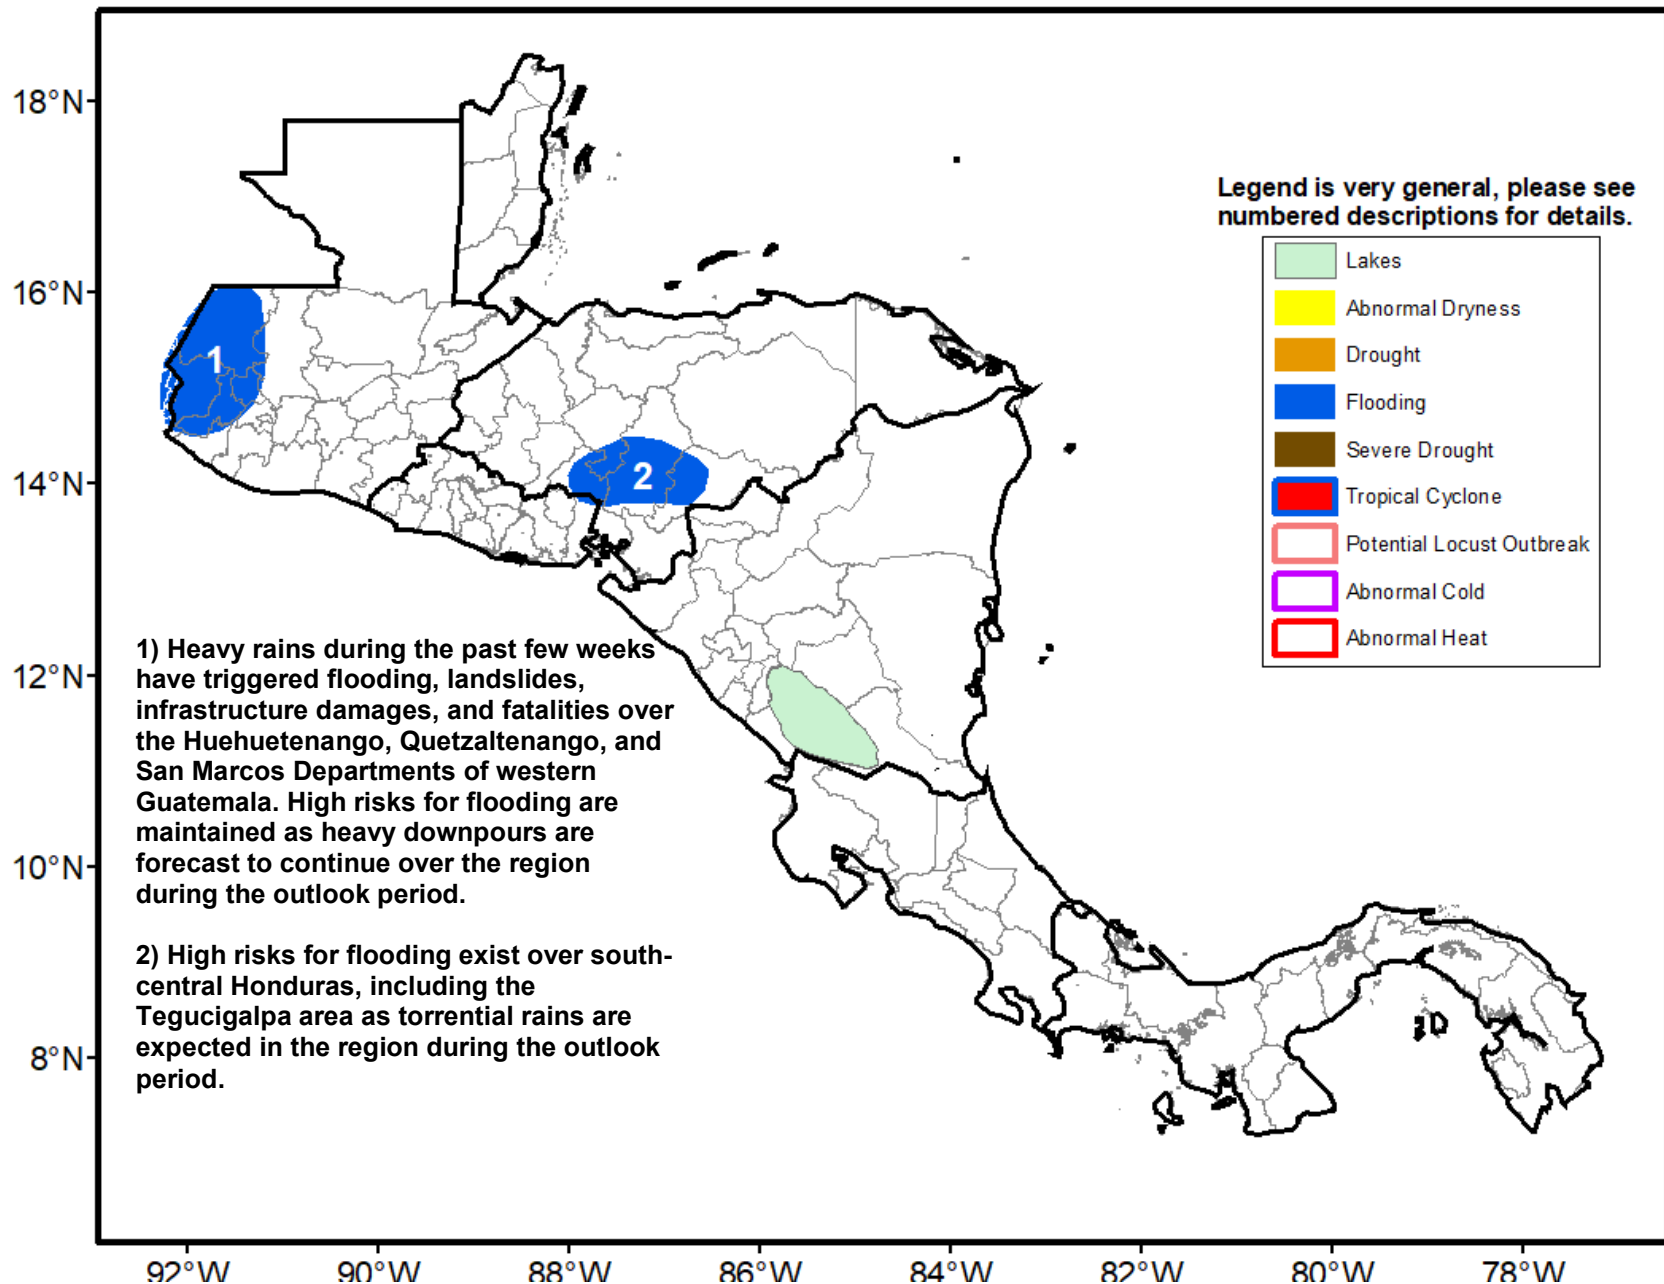 18°N
16°N
14°N
12°N
10°N
8°N
92°W
90°W
88°W
86°W
84°W
82°W
80°W
78°W
1
2
Legend is very general, please see
numbered descriptions for details.
Lakes
Abnormal Dryness
Drought
Flooding
Severe Drought
Tropical Cyclone
Potential Locust Outbreak
Abnormal Cold
Abnormal Heat
1) Heavy rains during the past few weeks
have triggered flooding, landslides,
infrastructure damages, and fatalities over
the Huehuetenango, Quetzaltenango, and
San Marcos Departments of western
Guatemala. High risks for flooding are
maintained as heavy downpours are
forecast to continue over the region
during the outlook period.
2) High risks for flooding exist over south-
central Honduras, including the
Tegucigalpa area as torrential rains are
expected in the region during the outlook
period.